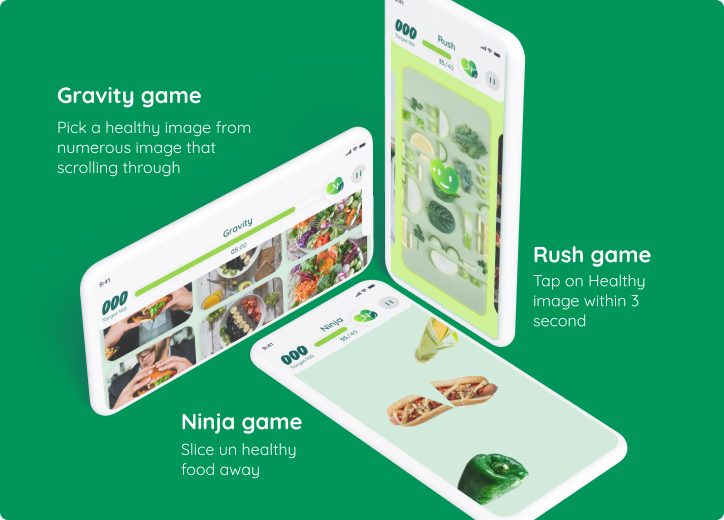 Gravity game
Pick a healthy image from
numerous image that
scrolling through
9:41
000
Target:100
Gravity
05:00
Rush
000
Target:100
35/40
Rush game
Tap on Healthy
image within 3
second
9:41
000
Target:100
Ninja
35/40
Ninja game
Slice un healthy
food away